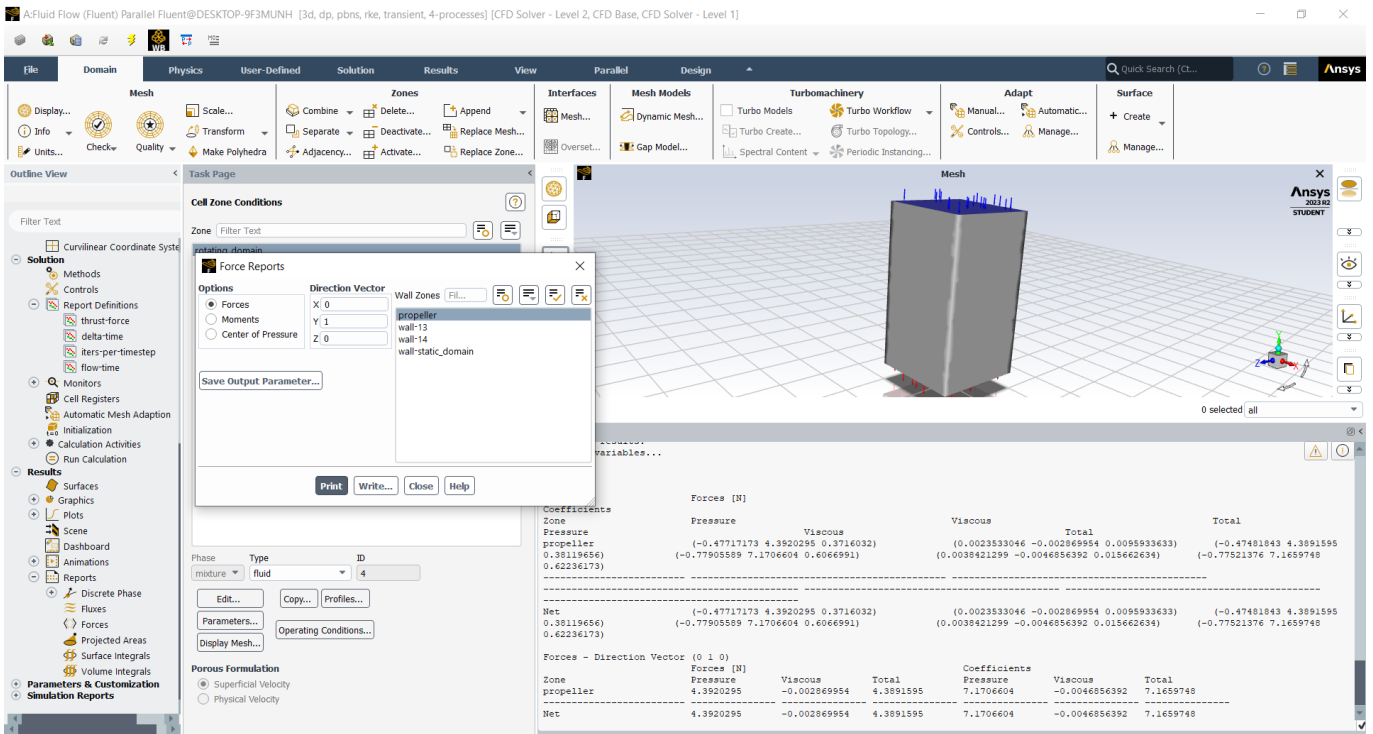 A:Fluid Flow (Fluent) Parallel Fluent@DESKTOP-9F3MUNH [3d, dp, pbns, rke, transient, 4-processes] [CFD Solver - Level 2, CFD Base, CFD Solver - Level 1]
WB
File Domain Physics User-Defined Solution Results View Parallel Design Quick Search (Ct... Ansys
Mesh Zones Interfaces Mesh Models Turbomachinery Adapt Surface
Display... Scale... Combine Delete... Append Mesh... Dynamic Mesh... Turbo Models Turbo Workflow Manual... Automatic... + Create
Info Transform Separate Deactivate... Replace Mesh... Turbo Create... Turbo Topology... Controls... Manage...
Units... Check Quality Make Polyhedra Adjacency... Activate... Replace Zone... Overset... Gap Model... Spectral Content Periodic Instancing... Manage...
Outline View
Filter Text
Curvilinear Coordinate Syste
Solution
Methods
Controls
Report Definitions
thrust-force
delta-time
iters-per-timestep
flow-time
Monitors
Cell Registers
Automatic Mesh Adaption
Initialization
Calculation Activities
Run Calculation
Results
Surfaces
Graphics
Plots
Scene
Dashboard
Animations
Reports
Discrete Phase
Fluxes
Forces
Projected Areas
Surface Integrals
Volume Integrals
Parameters & Customization
Simulation Reports
Task Page
Cell Zone Conditions
Zone Filter Text
rotating_domain
Force Reports
Options Direction Vector Wall Zones Fil...
Forces X 0
Moments Y 1
Center of Pressure Z 0
propeller
wall-13
wall-14
wall-static_domain
Save Output Parameter...
Print Write... Close Help
Phase Type ID
mixture fluid 4
Edit... Copy... Profiles...
Parameters... Operating Conditions...
Display Mesh...
Porous Formulation
Superficial Velocity
Physical Velocity
Mesh
Ansys
2023 R2
STUDENT
Y
Z
X
0 selected all
results.
variables...
Forces [N]
Coefficients
Zone Pressure Viscous Total
Pressure Viscous Total
propeller (-0.47717173 4.3920295 0.3716032) (0.0023533046 -0.002869954 0.0095933633) (-0.47481843 4.3891595
0.38119656) (-0.77905589 7.1706604 0.6066991) (0.0038421299 -0.0046856392 0.015662634) (-0.77521376 7.1659748
0.62236173)
Net (-0.47717173 4.3920295 0.3716032) (0.0023533046 -0.002869954 0.0095933633) (-0.47481843 4.3891595
0.38119656) (-0.77905589 7.1706604 0.6066991) (0.0038421299 -0.0046856392 0.015662634) (-0.77521376 7.1659748
0.62236173)
Forces - Direction Vector (0 1 0)
Forces [N] Coefficients
Zone Pressure Viscous Total Pressure Viscous Total
propeller 4.3920295 -0.002869954 4.3891595 7.1706604 -0.0046856392 7.1659748
Net 4.3920295 -0.002869954 4.3891595 7.1706604 -0.0046856392 7.1659748